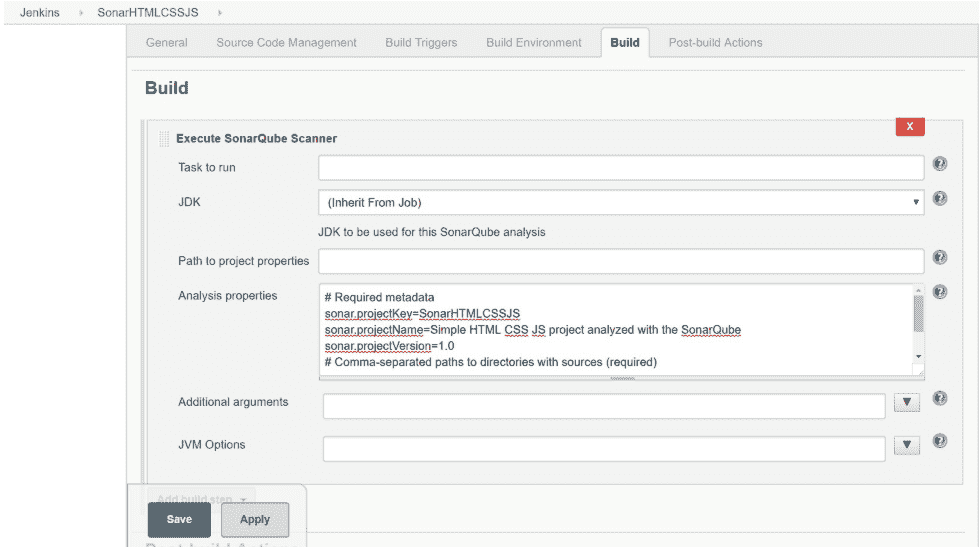 Jenkins SonarHTMLCSSJS
General Source Code Management Build Triggers Build Environment Build Post-build Actions
Build
X
Execute SonarQube Scanner
Task to run
JDK (Inherit From Job)
JDK to be used for this SonarQube analysis
Path to project properties
Analysis properties
# Required metadata
sonar.projectKey=SonarHTMLCSSJS
sonar.projectName=Simple HTML CSS JS project analyzed with the SonarQube
sonar.projectVersion=1.0
# Comma-separated paths to directories with sources (required)
Additional arguments
JVM Options
Add build step
Save Apply